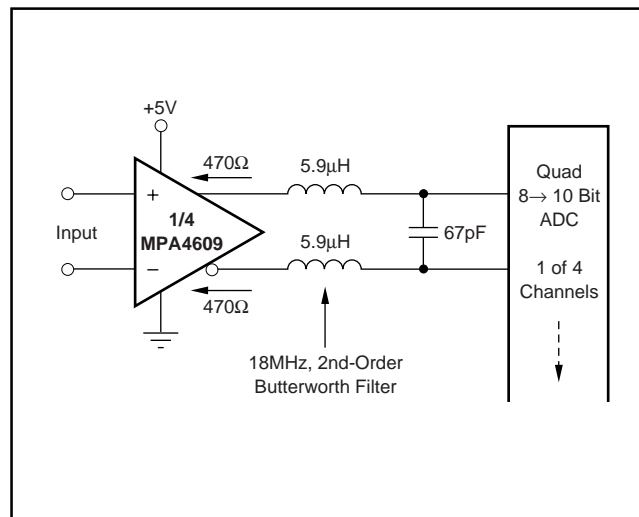 +5V
470Ω
5.9μH
+
1/4
MPA4609
−
Input
5.9μH
470Ω
67pF
Quad
8→ 10 Bit
ADC
1 of 4
Channels
18MHz, 2nd-Order
Butterworth Filter